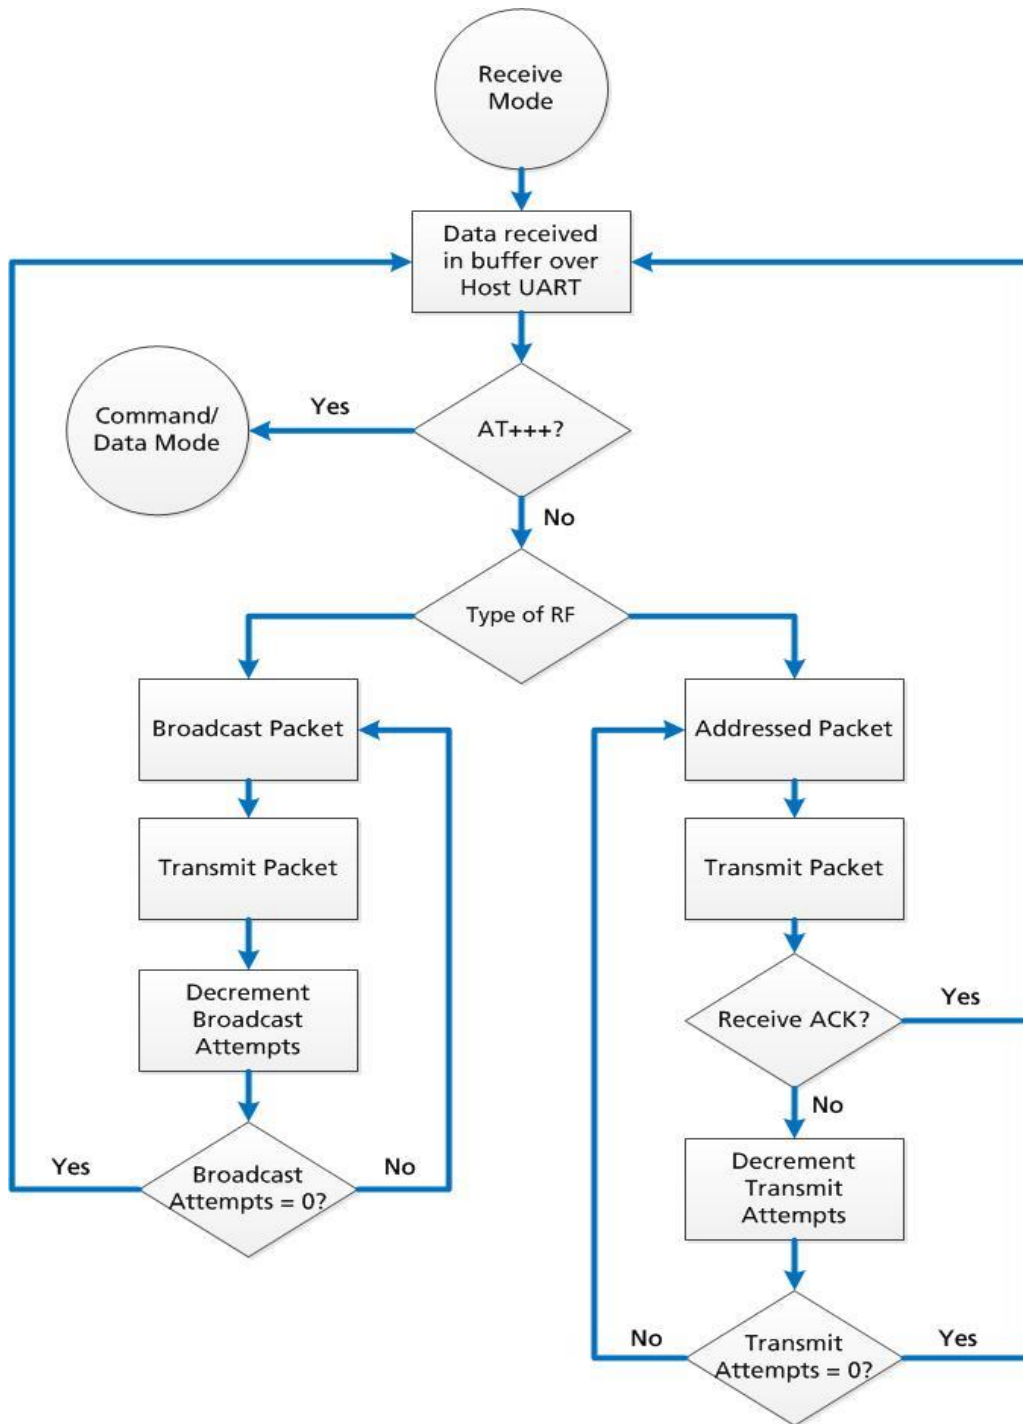 Receive
Mode
Data received
in buffer over
Host UART
Yes
Command/
Data Mode
AT+++?
No
Type of RF
Broadcast Packet
Addressed Packet
Transmit Packet
Transmit Packet
Decrement
Broadcast
Attempts
Receive ACK?
Yes
No
Yes
Broadcast
Attempts = 0?
No
Decrement
Transmit
Attempts
No
Transmit
Attempts = 0?
Yes